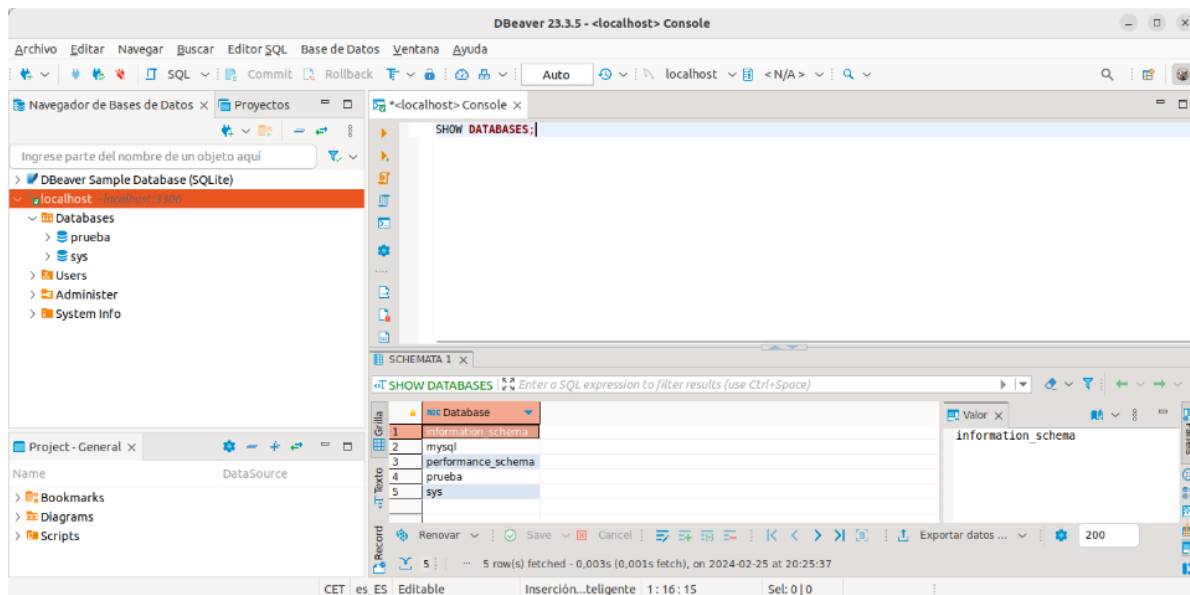 DBeaver 23.3.5 - <localhost> Console
Archivo Editar Navegar Buscar Editor SQL Base de Datos Ventana Ayuda
SQL Commit Rollback Auto localhost <N/A>
Navegador de Bases de Datos
Proyectos
Ingrese parte del nombre de un objeto aquí
DBeaver Sample Database (SQLite)
localhost - localhost:3306
Databases
prueba
sys
Users
Administer
System Info
Project - General
Name DataSource
Bookmarks
Diagrams
Scripts
*<localhost> Console
SHOW DATABASES;
SCHEMATA 1
SHOW DATABASES Enter a SQL expression to filter results (use Ctrl+Space)
Grilla
Texto
Record
ABC Database
1 information_schema
2 mysql
3 performance_schema
4 prueba
5 sys
Valor
information_schema
Renovar Save Cancel Exportar datos ... 200
5 ... 5 row(s) fetched - 0,003s (0,001s fetch), on 2024-02-25 at 20:25:37
CET es_ES Editable Inserción...teligente 1:16:15 Sel: 0 | 0